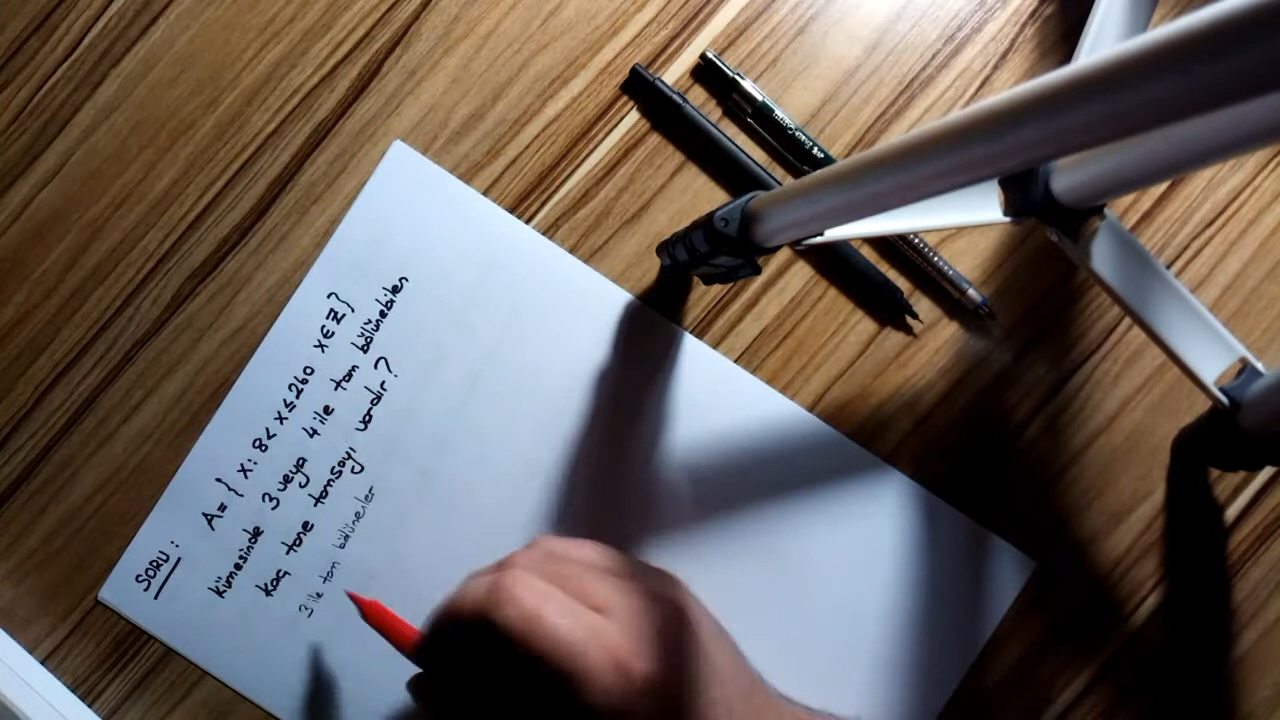 SORU: A= { x: 8< x ≤260 x ∈ Z }
kümesinde 3 veya 4 ile tam bölünebilen
kaç tane tamsayı vardır?
3 ile tam bölünenler